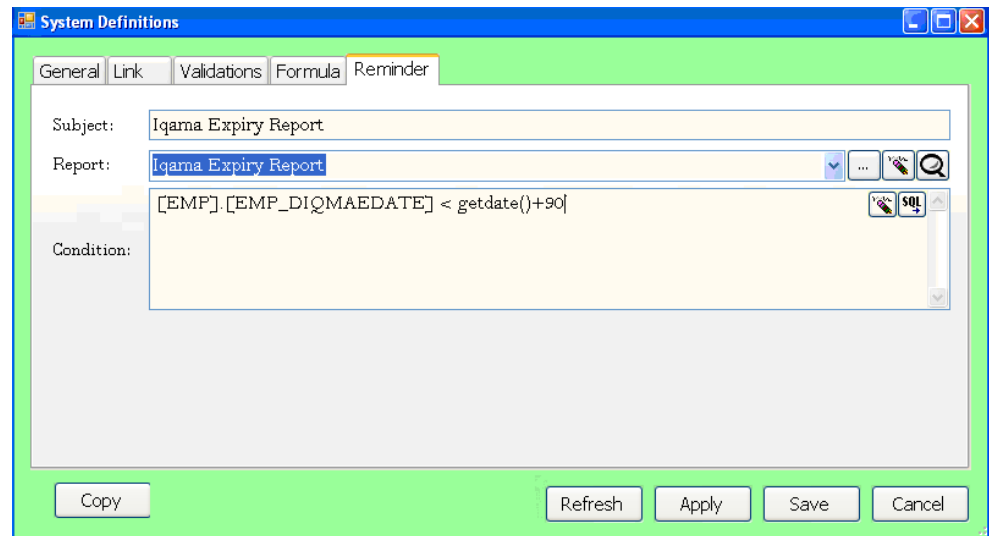 System Definitions
General Link Validations Formula Reminder
Subject: Iqama Expiry Report
Report: Iqama Expiry Report ...
[EMP].[EMP_DIQMAEDATE] < getdate()+90
SQL
Condition:
Copy Refresh Apply Save Cancel